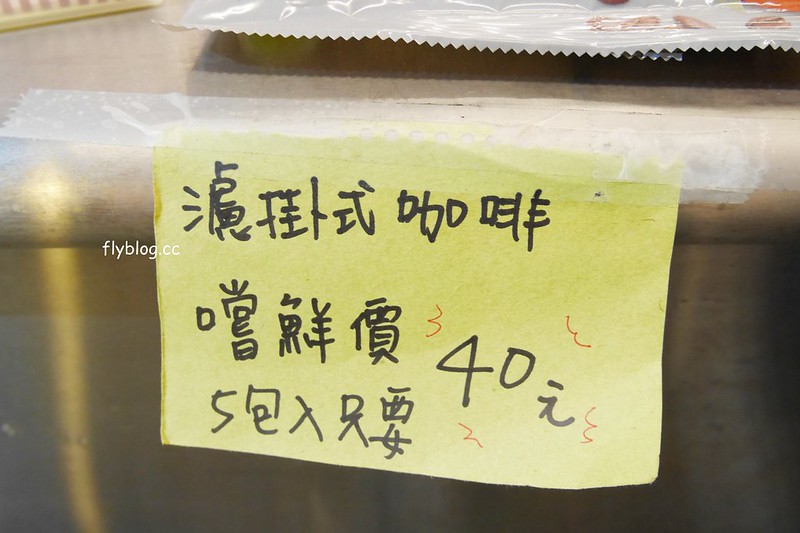 濾掛式咖啡
flyblog.cc
嚐鮮價
40元
5包入只要